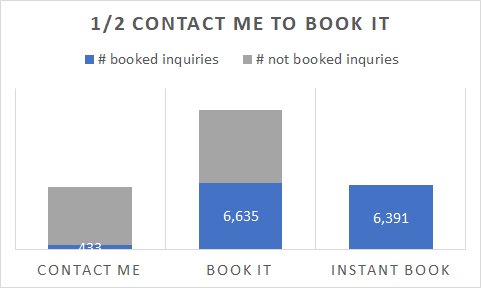 1/2 CONTACT ME TO BOOK IT
# booked inquiries # not booked inquries
433
6,635
6,391
CONTACT ME BOOK IT INSTANT BOOK